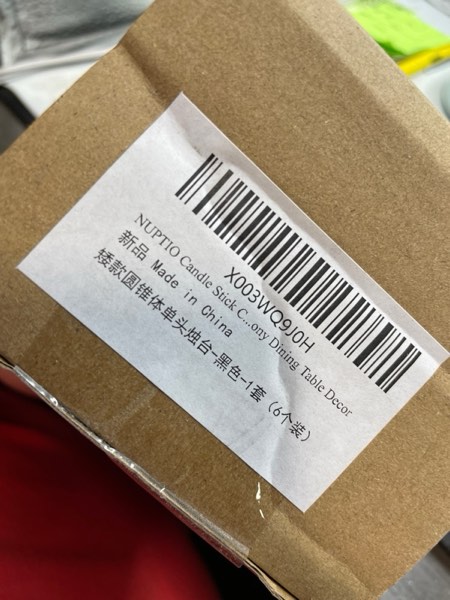 X003WQ9J0H
NUPTIO Candle Stick C...ony Dining Table Decor
新品 Made in China
矮款圆锥体单头烛台-黑色-1套 (6个装)